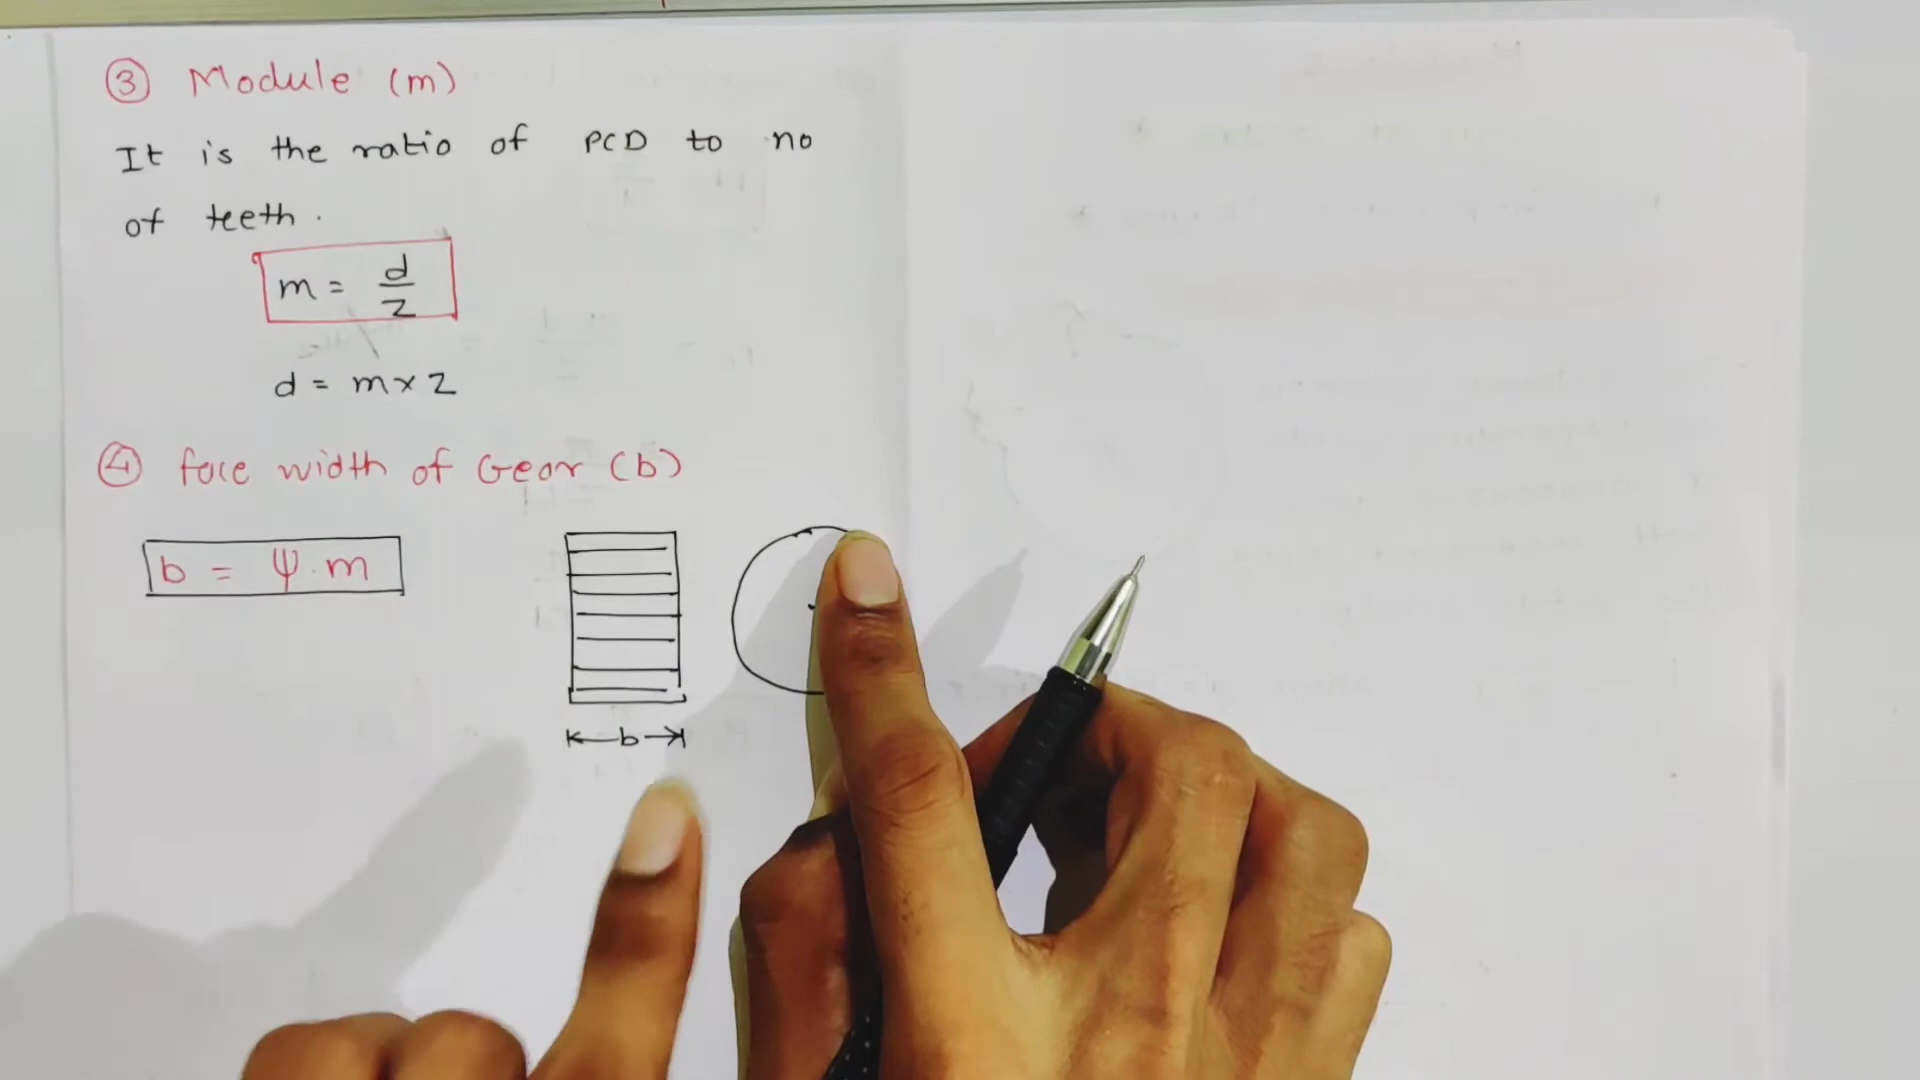 ③ Module (m)
It is the ratio of PCD to no
of teeth.
m = d/z
d = m x z
④ face width of Gear (b)
b = ψ.m
b